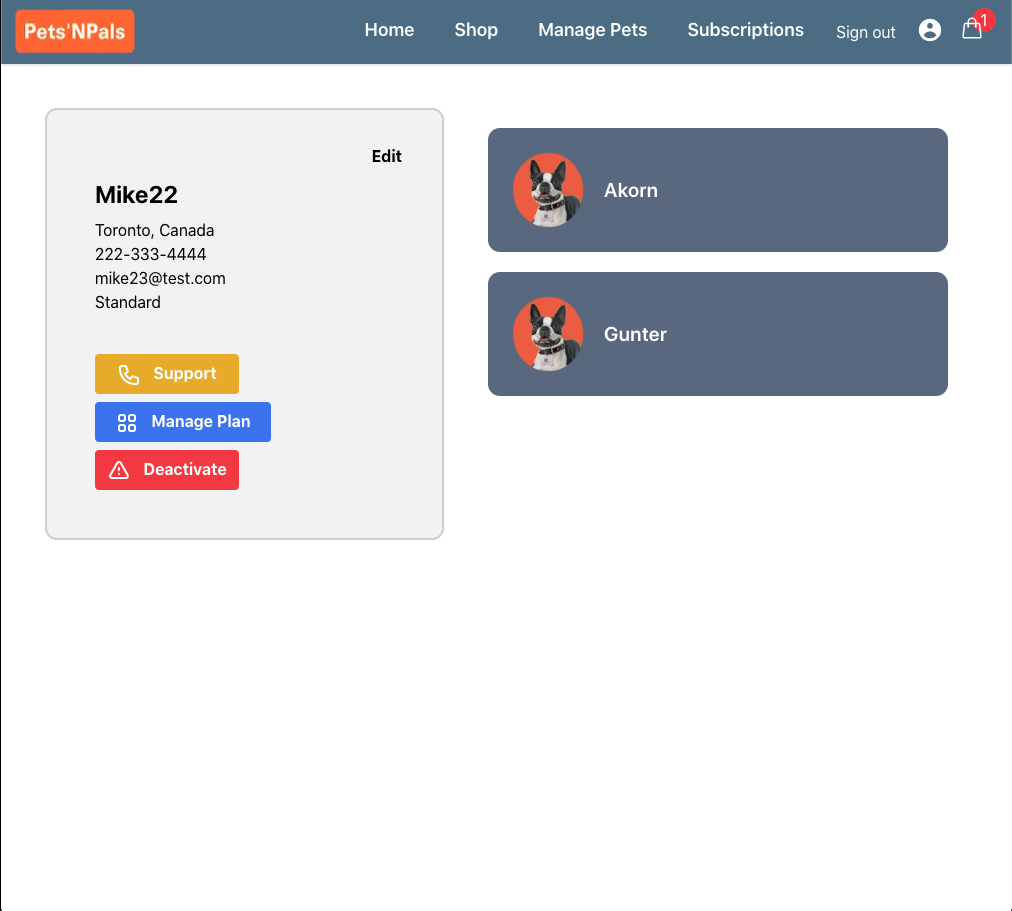 Pets'NPals
Home Shop Manage Pets Subscriptions Sign out 1
Edit
Mike22
Toronto, Canada
222-333-4444
mike23@test.com
Standard
Support
Manage Plan
Deactivate
Akorn
Gunter